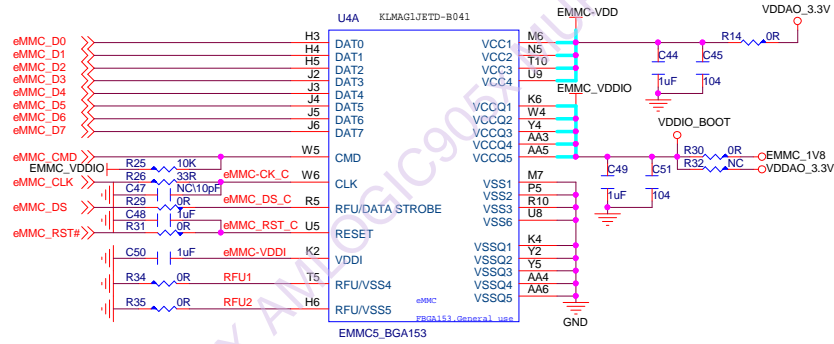 U4A KLMAG1JETD-B041
EMMC-VDD
VDDAO_3.3V
eMMC_D0 H3 DAT0 VCC1 M6 R14 0R
eMMC_D1 H4 DAT1 VCC2 N5
eMMC_D2 H5 DAT2 VCC3 T10 C44 C45
eMMC_D3 J2 DAT3 VCC4 U9
eMMC_D4 J3 DAT4 EMMC_VDDIO 1uF 104
eMMC_D5 J4 DAT5 VCCQ1 K6
eMMC_D6 J5 DAT6 VCCQ2 W4
eMMC_D7 J6 DAT7 VCCQ3 Y4 VDDIO_BOOT
VCCQ4 AA3
eMMC_CMD W5 CMD VCCQ5 AA5 R30 0R EMMC_1V8
EMMC_VDDIO R25 10K R32 NC VDDAO_3.3V
eMMC_CLK R26 33R eMMC-CK_C W6 CLK VSS1 M7 C49 C51
C47 NC\10pF VSS2 P5
eMMC_DS R29 0R eMMC_DS_C R5 RFU/DATA STROBE VSS3 R10 1uF 104
C48 1uF VSS6 U8
eMMC_RST# R31 0R eMMC_RST_C U5 RESET
VSSQ1 K4
C50 1uF eMMC-VDDI K2 VDDI VSSQ2 Y2
VSSQ3 Y5
R34 0R RFU1 T5 RFU/VSS4 VSSQ4 AA4
VSSQ5 AA6
eMMC
R35 0R RFU2 H6 RFU/VSS5 FBGA153,General use
GND
EMMC5_BGA153
AMLOGIC905X